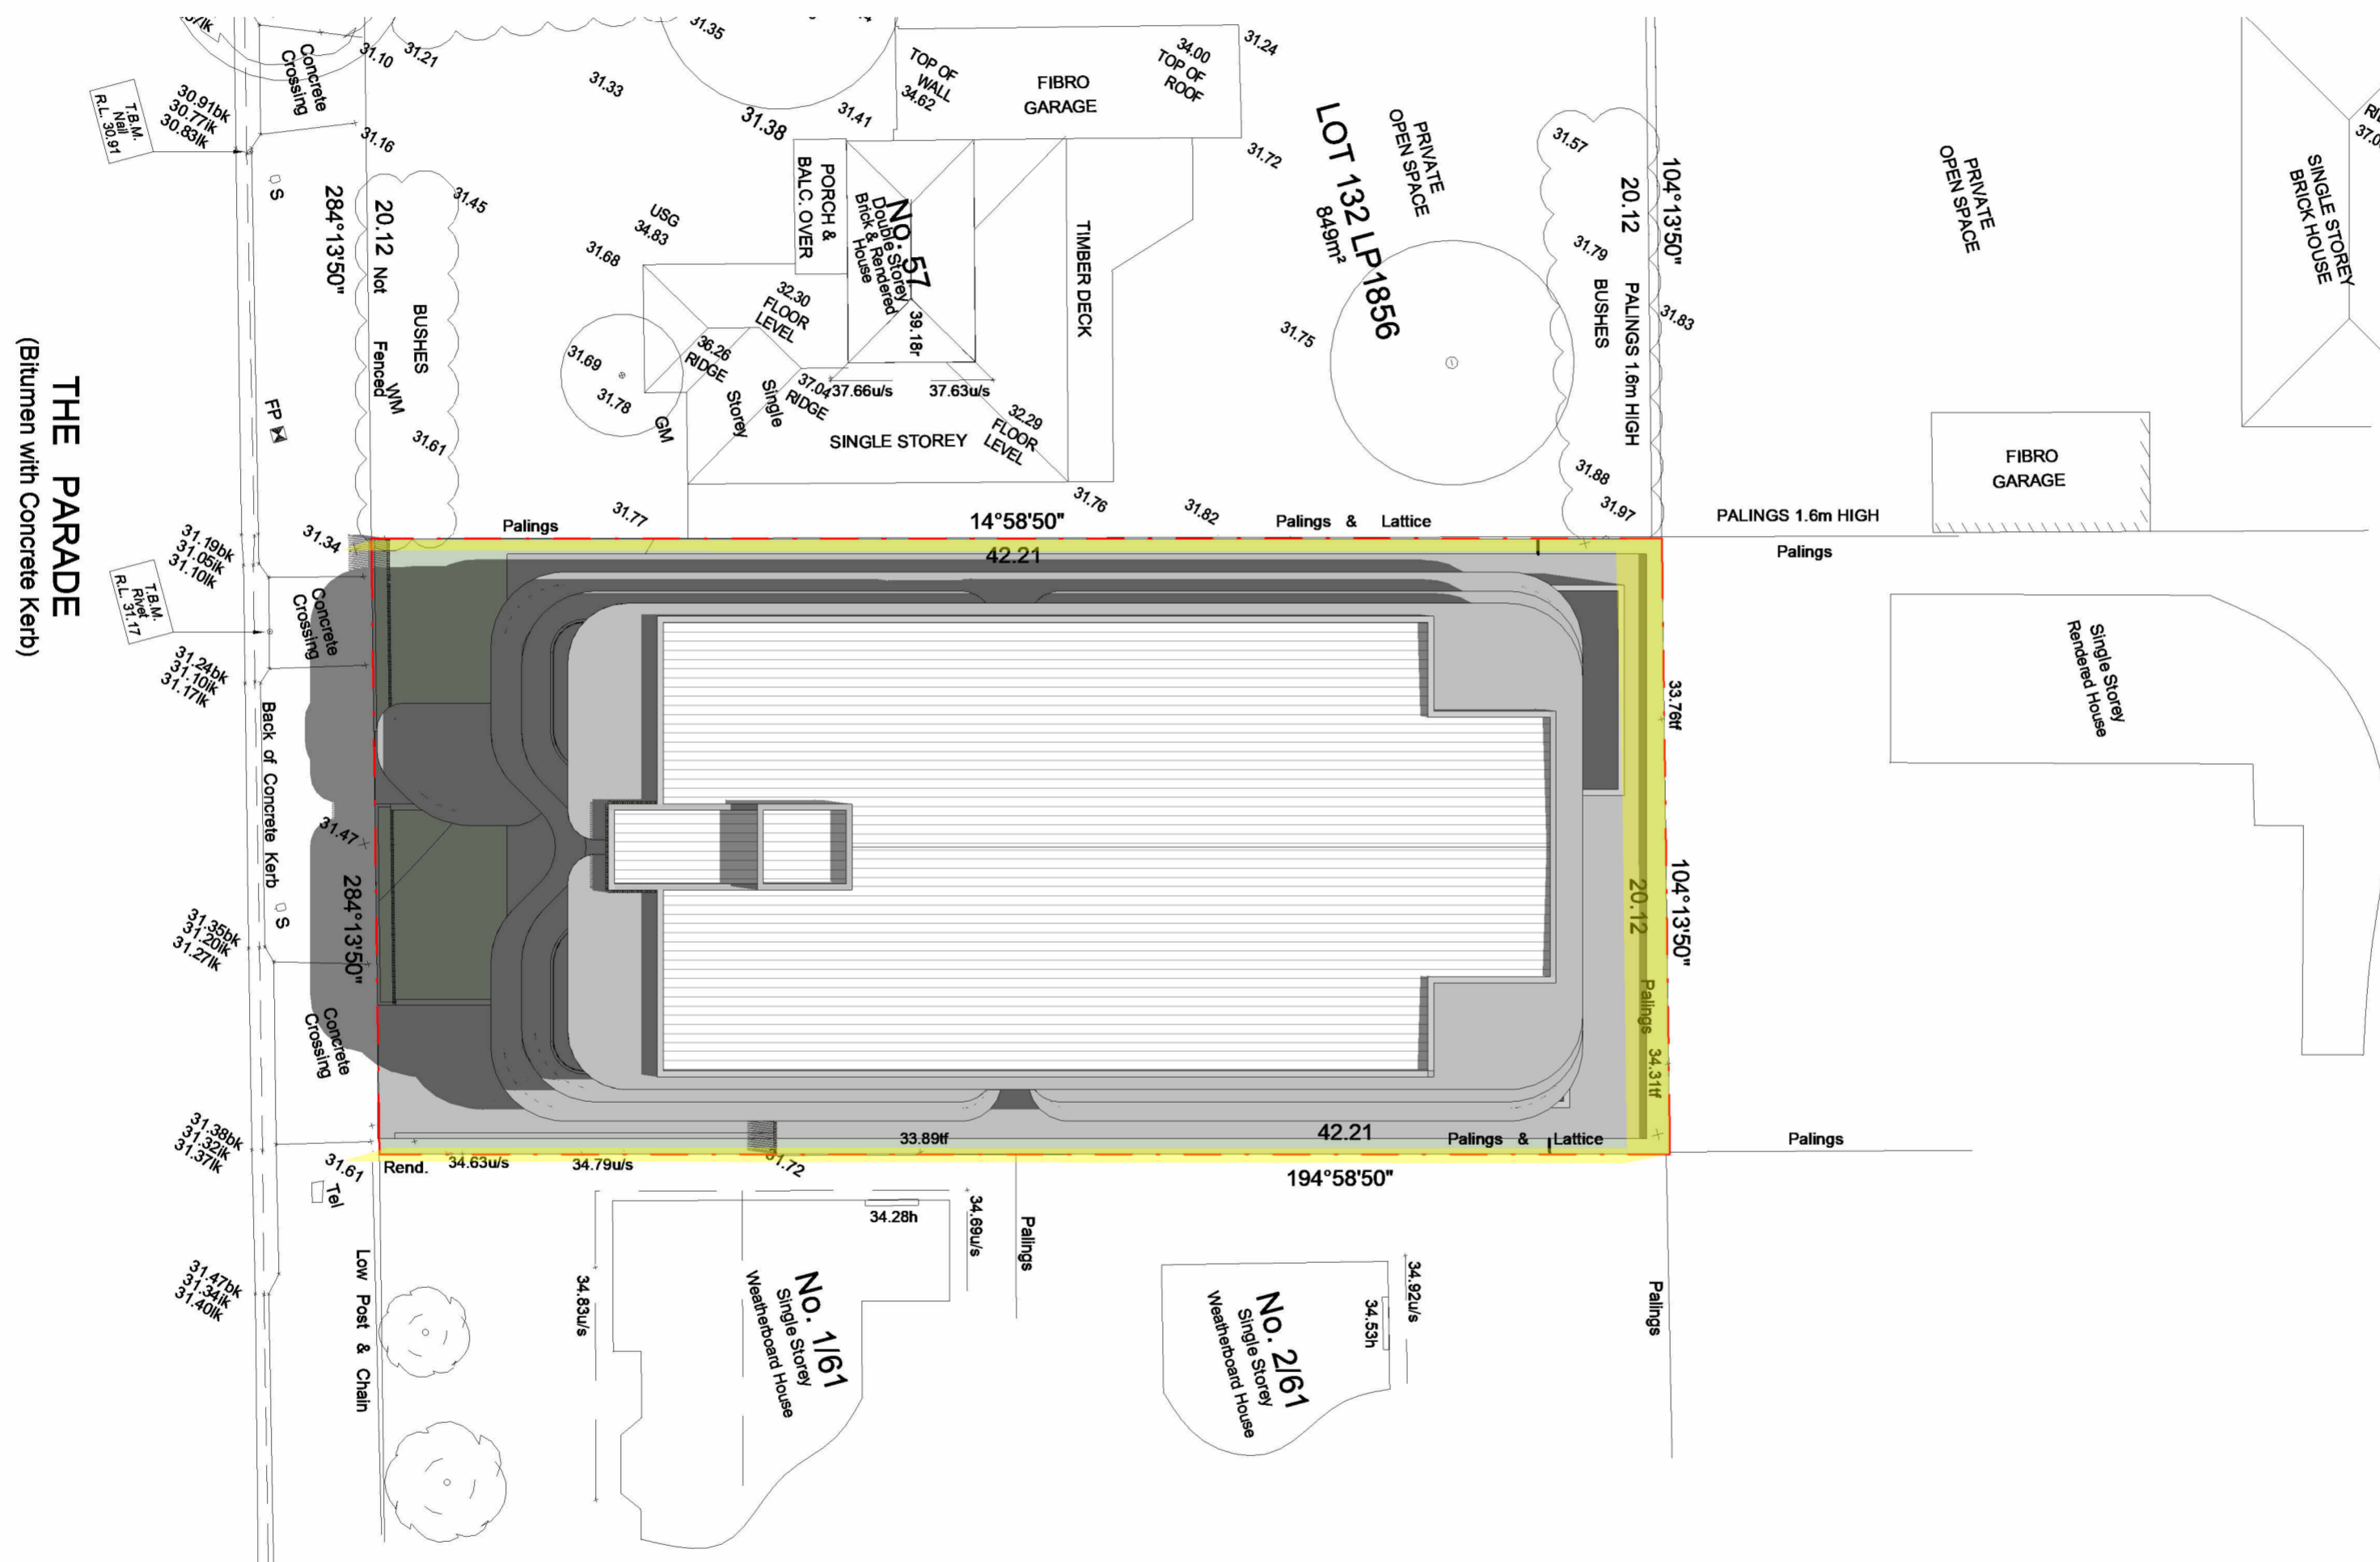 31.10
31.21
31.35
31.24
Concrete
Crossing
31.33
TOP OF
WALL
34.62
FIBRO
GARAGE
34.00
TOP OF
ROOF
T.B.M.
Nail
R.L. 30.91
30.91bk
30.77ik
30.83lk
31.16
31.38
31.41
31.72
PRIVATE
OPEN SPACE
LOT 132 LP1856
849m²
31.57
104°13'50"
20.12
PRIVATE
OPEN SPACE
SINGLE STOREY
BRICK HOUSE
S
284°13'50"
20.12
Not Fenced
31.45
BUSHES
WM
31.61
FP
USG
34.83
31.68
PORCH &
BALC. OVER
No. 57
Double Storey
Brick & Rendered
House
39.18r
TIMBER DECK
32.30
FLOOR
LEVEL
36.26
RIDGE
37.04
RIDGE
Single
Storey
31.69
31.78
GM
37.66u/s
37.63u/s
SINGLE STOREY
32.29
FLOOR
LEVEL
31.75
31.79
BUSHES
PALINGS 1.6m HIGH
31.83
31.88
31.97
FIBRO
GARAGE
THE PARADE
(Bitumen with Concrete Kerb)
Palings
31.77
14°58'50"
31.76
31.82
Palings & Lattice
PALINGS 1.6m HIGH
Palings
42.21
31.34
31.19bk
31.05ik
31.10lk
T.B.M.
Rivet
R.L. 31.17
Concrete
Crossing
31.24bk
31.10ik
31.17lk
Back of Concrete Kerb
33.76tf
Single Storey
Rendered House
31.47
S
284°13'50"
31.35bk
31.20ik
31.27lk
Concrete
Crossing
20.12
104°13'50"
Palings
34.31tf
31.38bk
31.32ik
31.37lk
33.89tf
42.21
Palings & Lattice
Palings
31.61
Rend.
34.63u/s
34.79u/s
31.72
194°58'50"
Tel
34.28h
34.69u/s
Palings
31.47bk
31.34ik
31.40lk
Low Post & Chain
34.83u/s
No. 1/61
Single Storey
Weatherboard House
No. 2/61
Single Storey
Weatherboard House
34.53h
34.92u/s
Palings